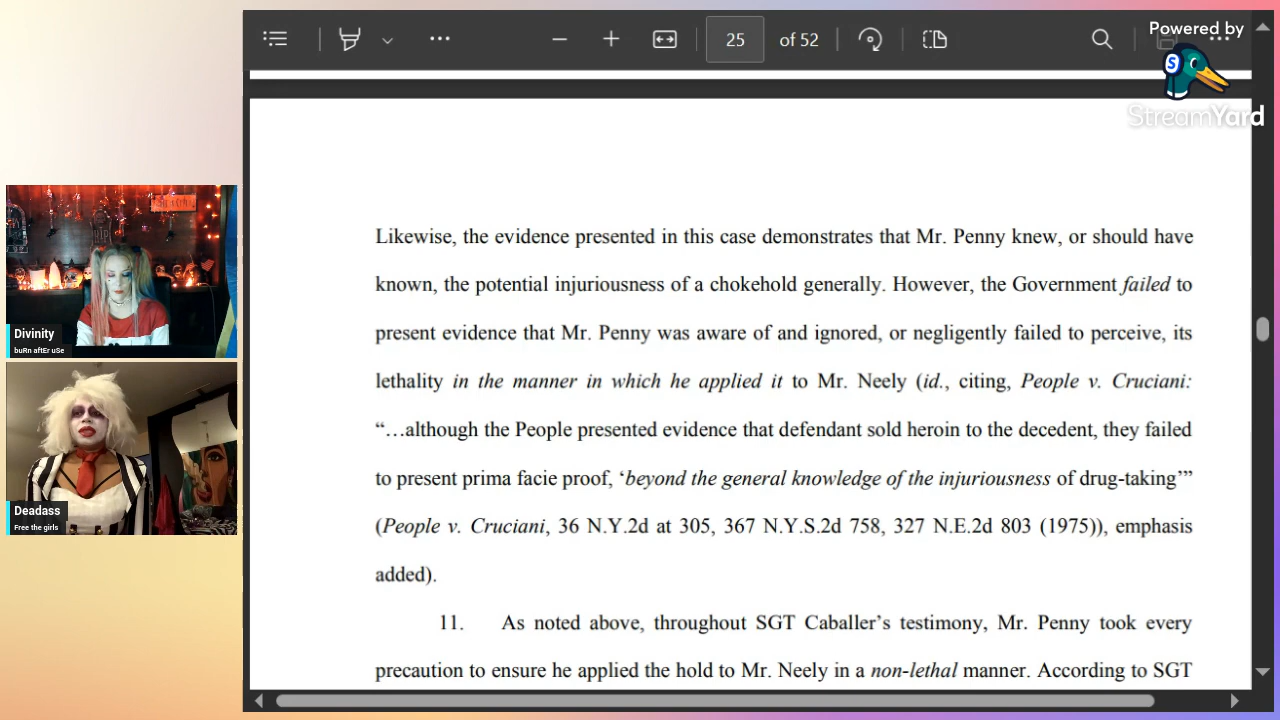 25 of 52
Powered by
StreamYard
Likewise, the evidence presented in this case demonstrates that Mr. Penny knew, or should have
known, the potential injuriousness of a chokehold generally. However, the Government failed to
present evidence that Mr. Penny was aware of and ignored, or negligently failed to perceive, its
lethality in the manner in which he applied it to Mr. Neely (id., citing, People v. Cruciani:
“…although the People presented evidence that defendant sold heroin to the decedent, they failed
to present prima facie proof, ‘beyond the general knowledge of the injuriousness of drug-taking’”
(People v. Cruciani, 36 N.Y.2d at 305, 367 N.Y.S.2d 758, 327 N.E.2d 803 (1975)), emphasis
added).
11. As noted above, throughout SGT Caballer’s testimony, Mr. Penny took every
precaution to ensure he applied the hold to Mr. Neely in a non-lethal manner. According to SGT
Divinity
buRn aftEr uSe
Deadass
Free the girls